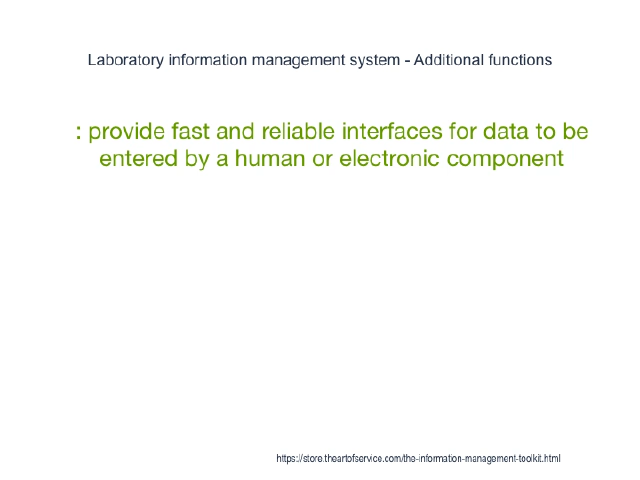 Laboratory information management system - Additional functions
: provide fast and reliable interfaces for data to be
entered by a human or electronic component
https://store.theartofservice.com/the-information-management-toolkit.html